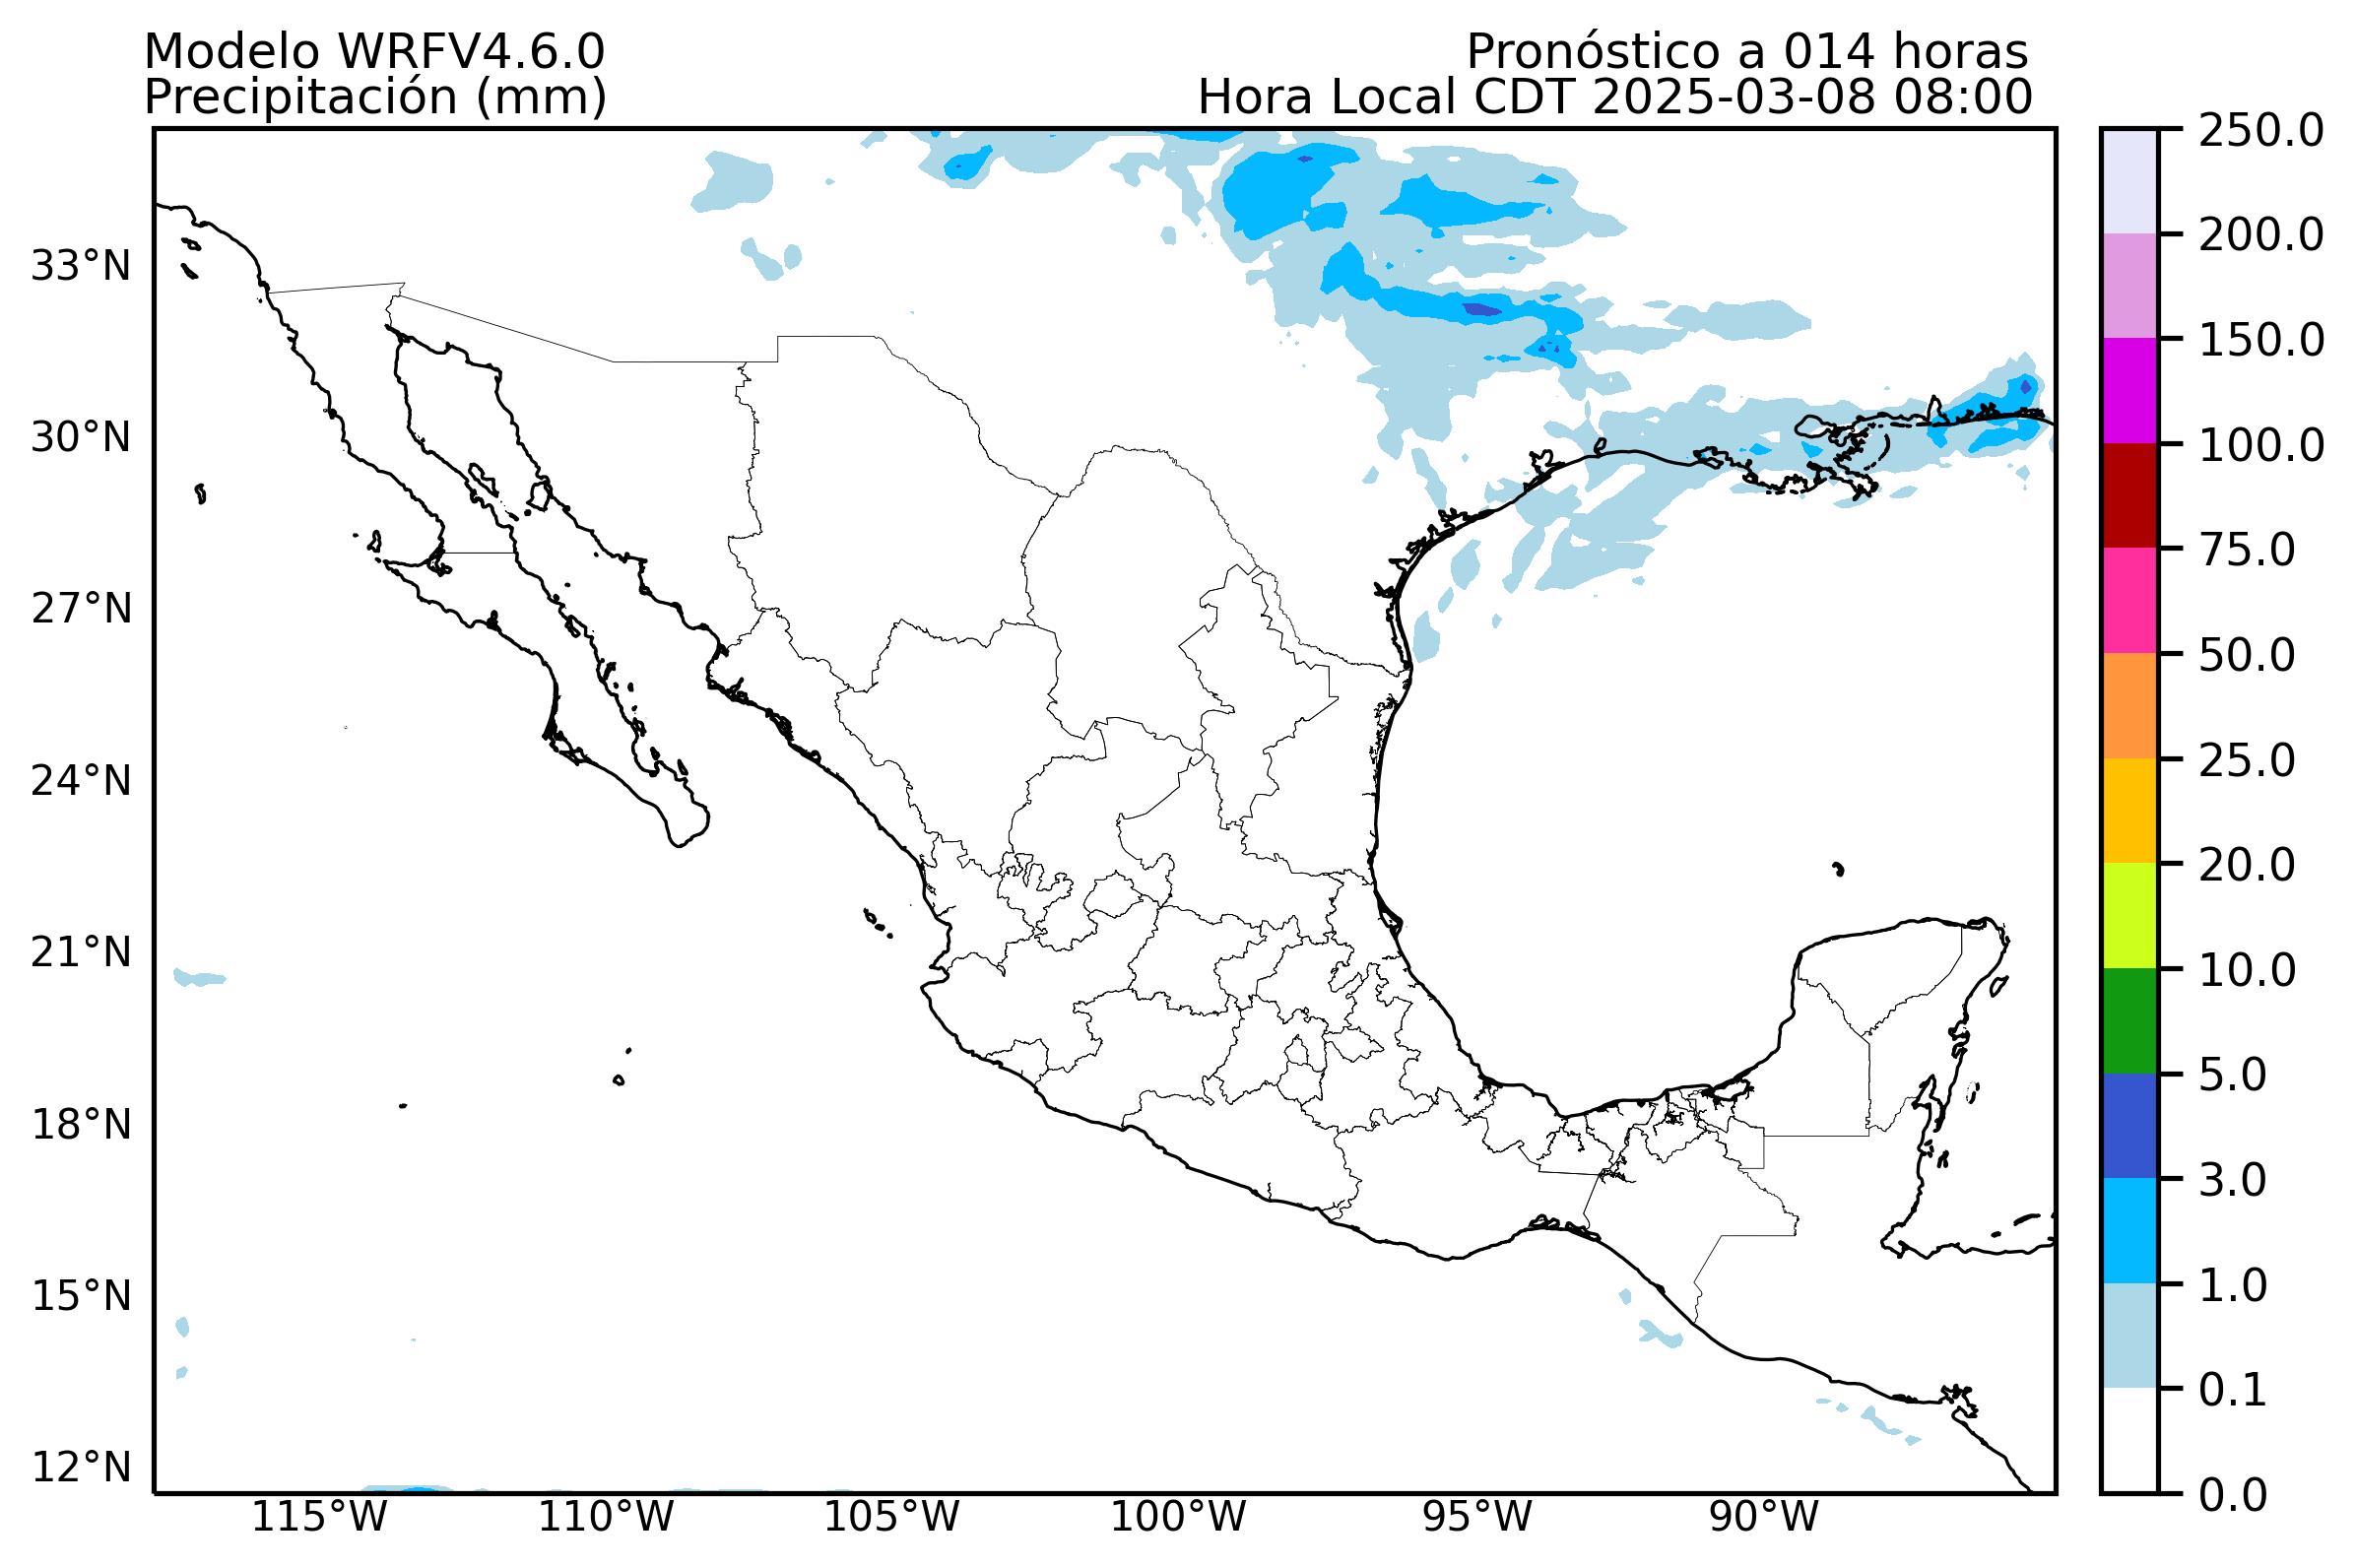 Modelo WRFV4.6.0
Precipitación (mm)
Pronóstico a 014 horas
Hora Local CDT 2025-03-08 08:00
33°N
30°N
27°N
24°N
21°N
18°N
15°N
12°N
115°W
110°W
105°W
100°W
95°W
90°W
250.0
200.0
150.0
100.0
75.0
50.0
25.0
20.0
10.0
5.0
3.0
1.0
0.1
0.0